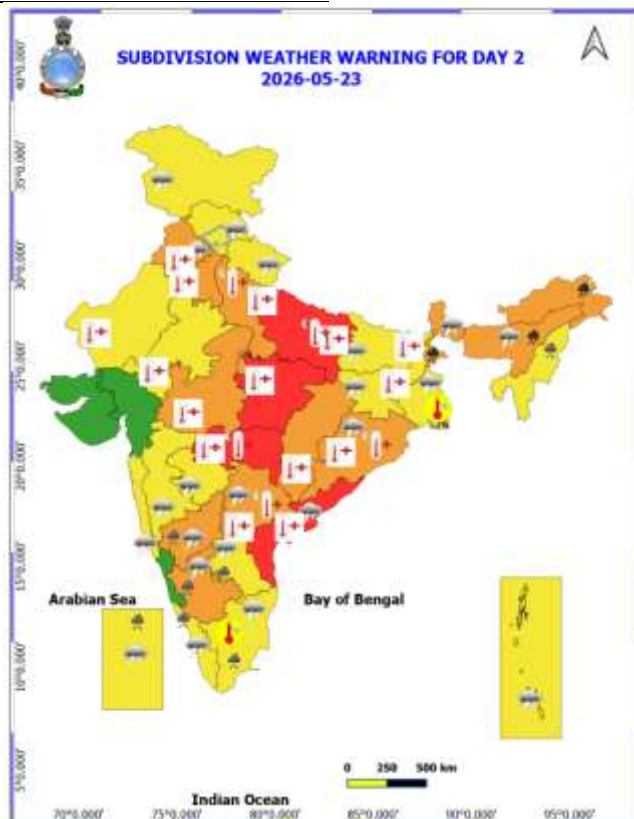 SUBDIVISION WEATHER WARNING FOR DAY 2
2026-05-23
40°0.000'
35°0.000'
30°0.000'
25°0.000'
20°0.000'
15°0.000'
10°0.000'
5°0.000'
Arabian Sea
Bay of Bengal
0 250 500 km
Indian Ocean
70°0.000' 75°0.000' 80°0.000' 85°0.000' 90°0.000' 95°0.000'